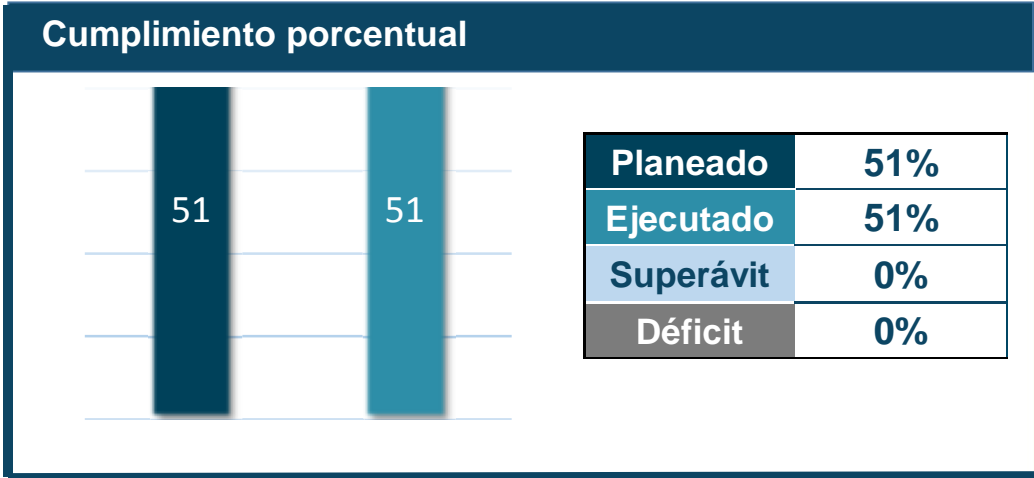 Cumplimiento porcentual
51 51
Planeado 51%
Ejecutado 51%
Superávit 0%
Déficit 0%